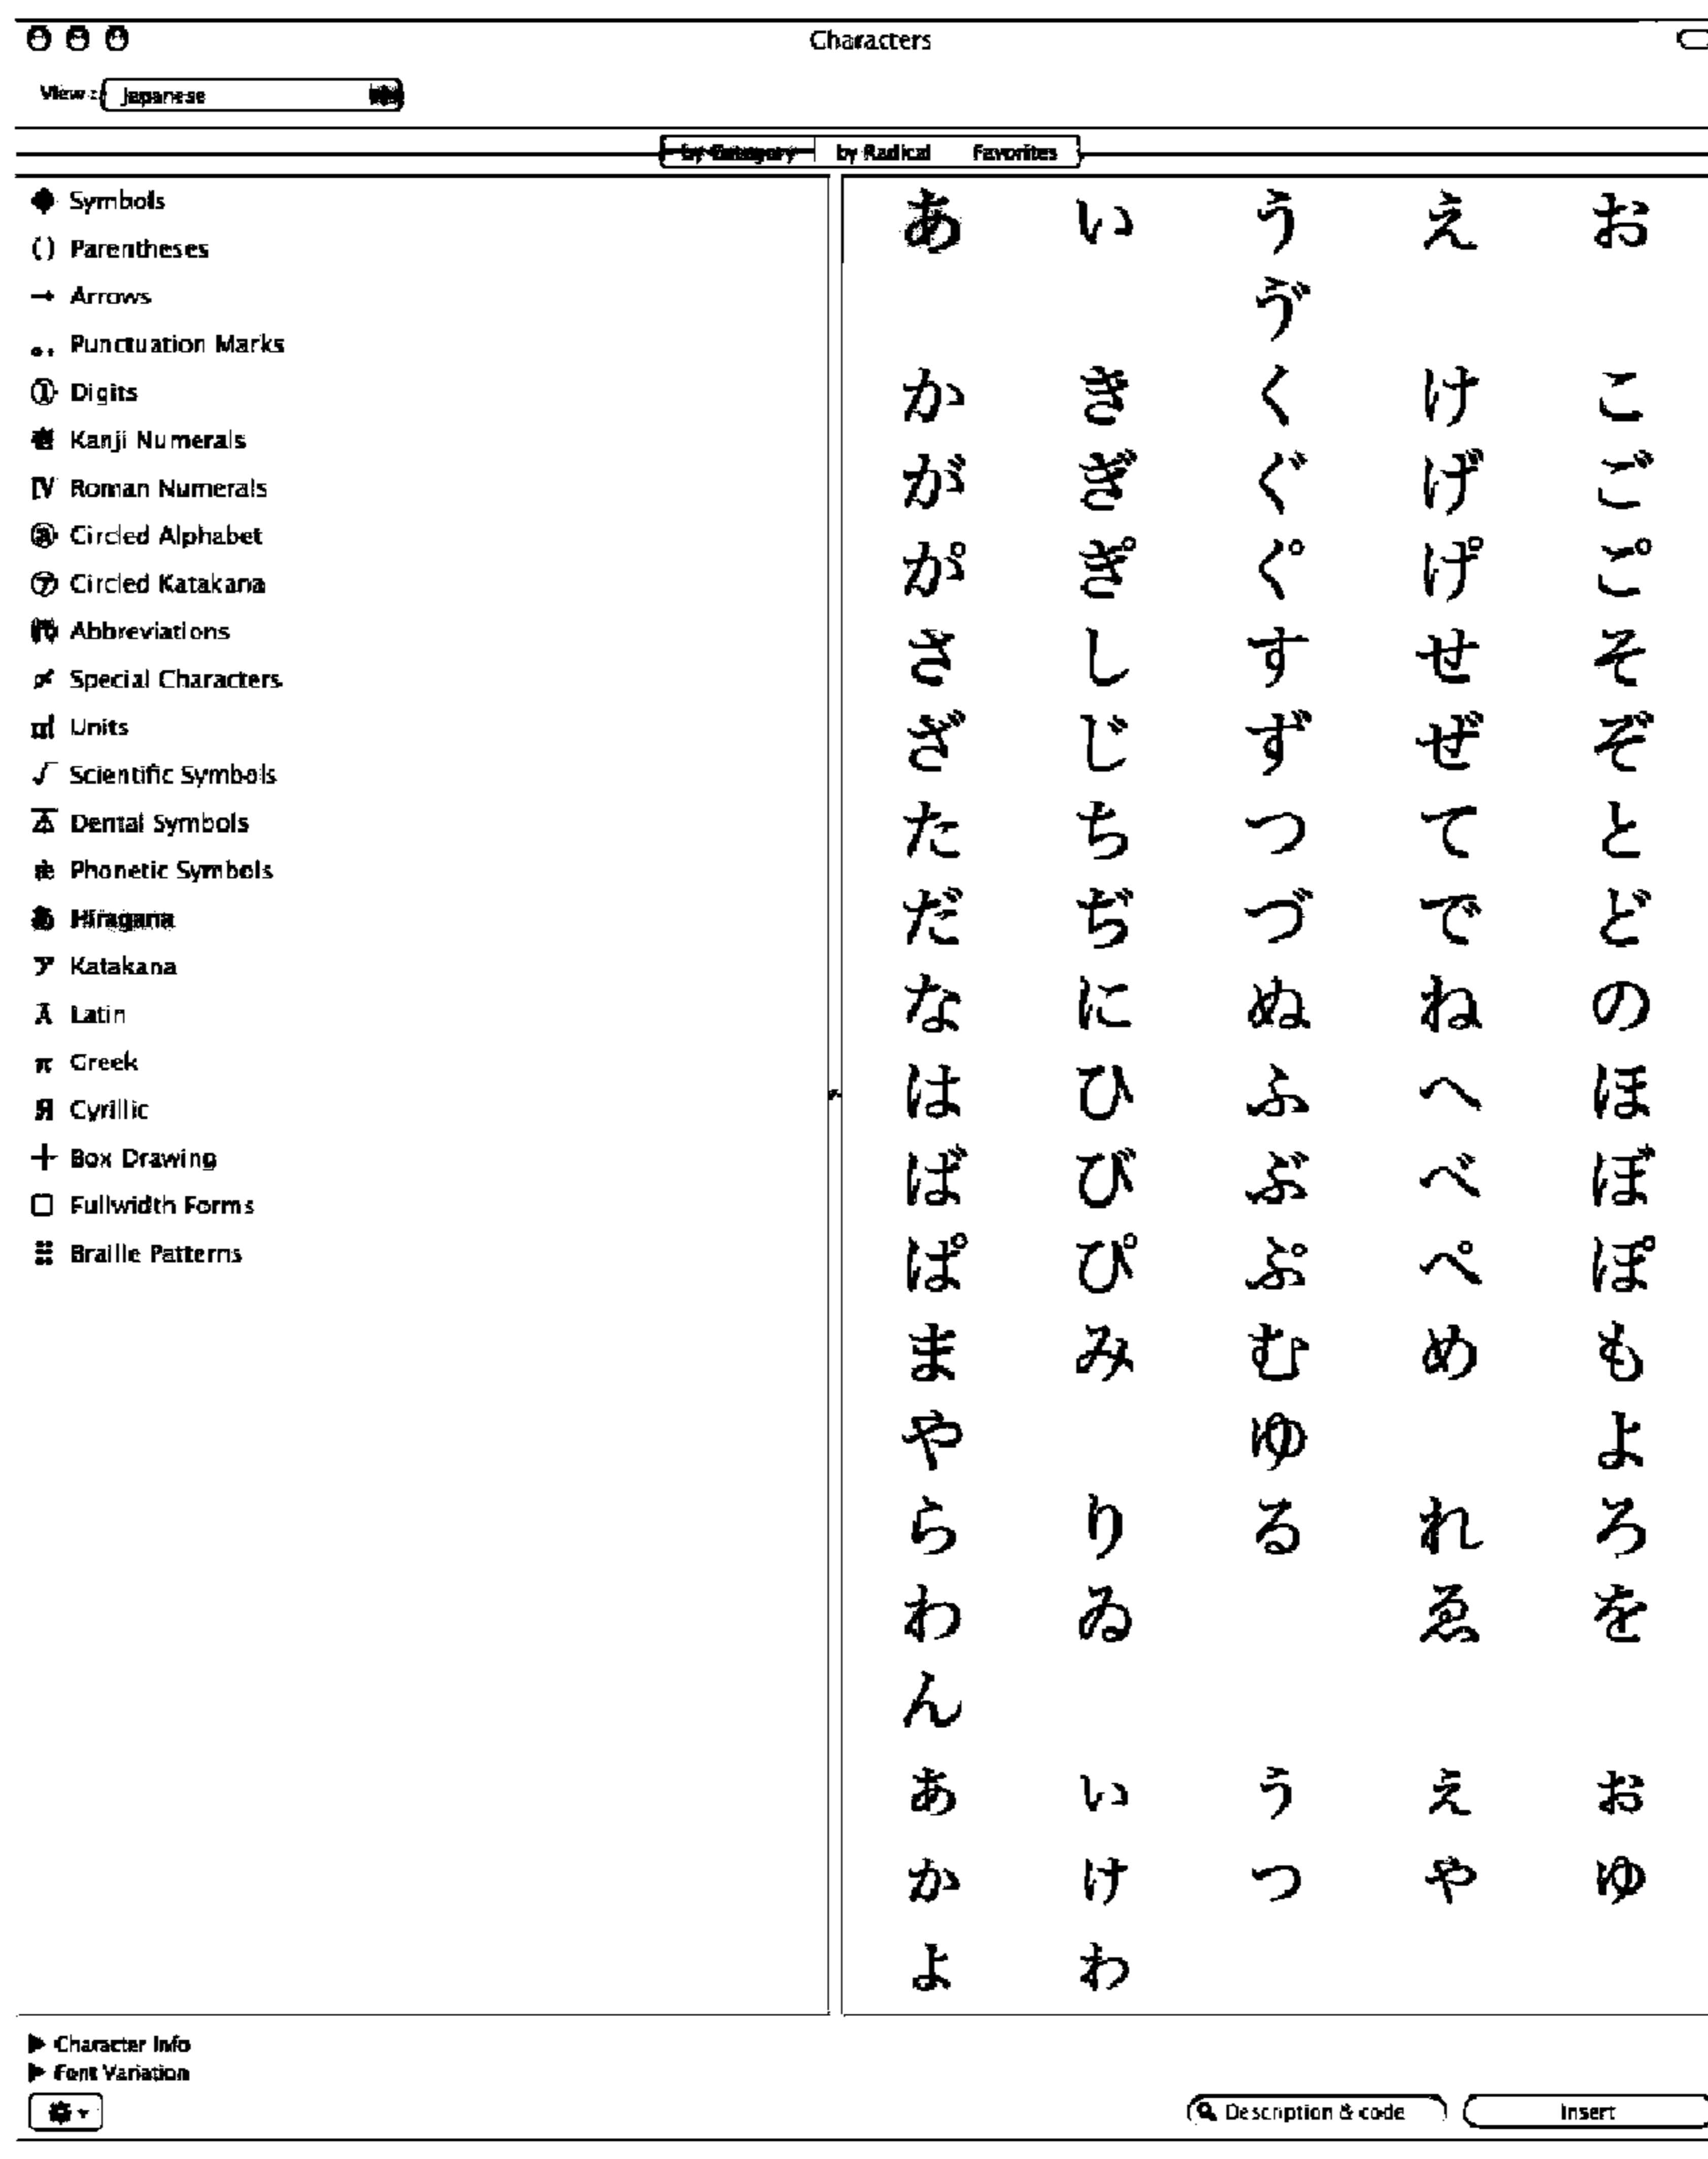 Characters
View: Japanese
by Category by Radical Favorites
Symbols
() Parentheses
→ Arrows
Punctuation Marks
① Digits
Kanji Numerals
Ⅳ Roman Numerals
ⓐ Circled Alphabet
㋐ Circled Katakana
Abbreviations
Special Characters
Units
√ Scientific Symbols
Dental Symbols
Phonetic Symbols
あ Hiragana
ア Katakana
Latin
π Greek
Я Cyrillic
Box Drawing
Fullwidth Forms
Braille Patterns
あ い う え お
ゔ
か き く け こ
が ぎ ぐ げ ご
か゚ き゚ く゚ け゚ こ゚
さ し す せ そ
ざ じ ず ぜ ぞ
た ち つ て と
だ ぢ づ で ど
な に ぬ ね の
は ひ ふ へ ほ
ば び ぶ べ ぼ
ぱ ぴ ぷ ぺ ぽ
ま み む め も
や ゆ よ
ら り る れ ろ
わ ゐ ゑ を
ん
ぁ ぃ ぅ ぇ ぉ
ゕ ゖ っ ゃ ゅ
ょ ゎ
Character Info
Font Variation
Description & code Insert